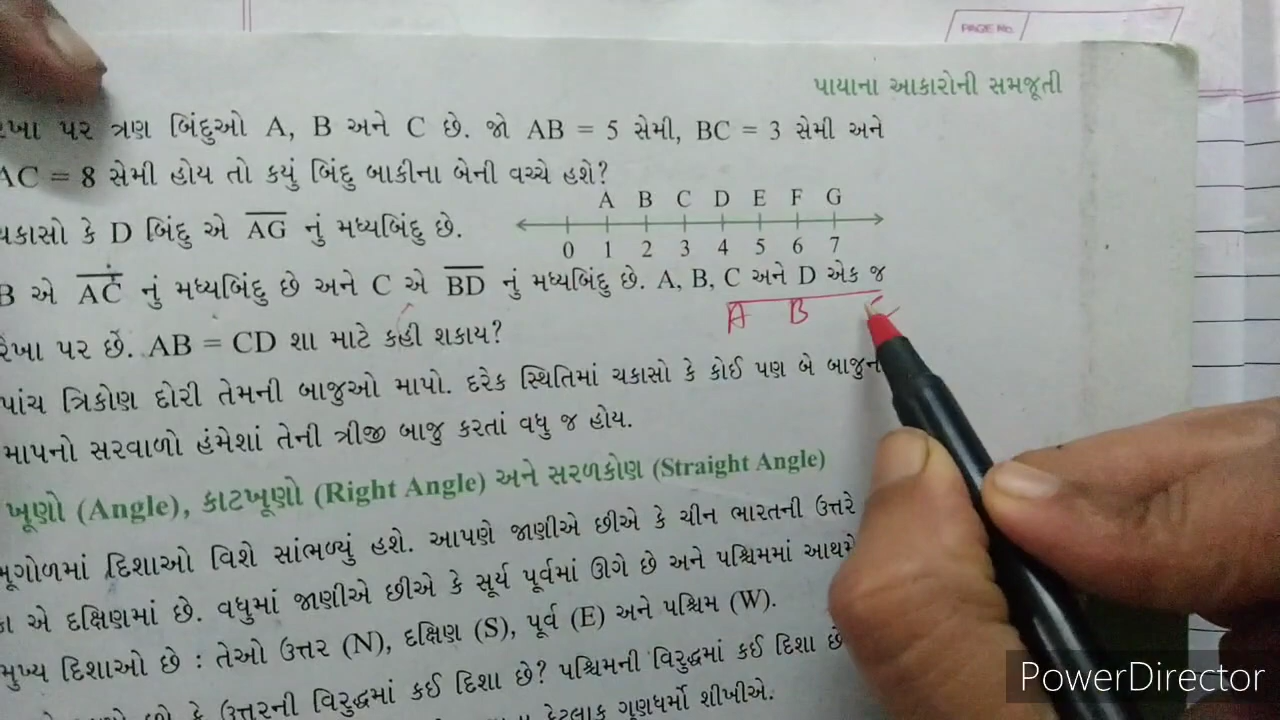 PAGE No.
પાયાના આકારોની સમજૂતી
પર ત્રણ બિંદુઓ A, B અને C છે. જો AB = 5 સેમી, BC = 3 સેમી અને
AC = 8 સેમી હોય તો કયું બિંદુ બાકીના બેની વચ્ચે હશે?
A B C D E F G
ચકાસો કે D બિંદુ એ AG નું મધ્યબિંદુ છે.
0 1 2 3 4 5 6 7
B એ AC નું મધ્યબિંદુ છે અને C એ BD નું મધ્યબિંદુ છે. A, B, C અને D એક જ
A B C
રેખા પર છે. AB = CD શા માટે કહી શકાય?
પાંચ ત્રિકોણ દોરી તેમની બાજુઓ માપો. દરેક સ્થિતિમાં ચકાસો કે કોઈ પણ બે
માપનો સરવાળો હંમેશાં તેની ત્રીજી બાજુ કરતાં વધુ જ હોય.
ખૂણો (Angle), કાટખૂણો (Right Angle) અને સરળકોણ (Straight Angle)
ભૂગોળમાં દિશાઓ વિશે સાંભળ્યું હશે. આપણે જાણીએ છીએ કે ચીન ભારતની ઉત્તરે
એ દક્ષિણમાં છે. વધુમાં જાણીએ છીએ કે સૂર્ય પૂર્વમાં ઊગે છે અને પશ્ચિમમાં
મુખ્ય દિશાઓ છે : તેઓ ઉત્તર (N), દક્ષિણ (S), પૂર્વ (E) અને પશ્ચિમ (W).
કે ઉત્તરની વિરુદ્ધમાં કઈ દિશા છે? પશ્ચિમની વિરુદ્ધમાં કઈ દિશા
ગુણધર્મો શીખીએ.
PowerDirector